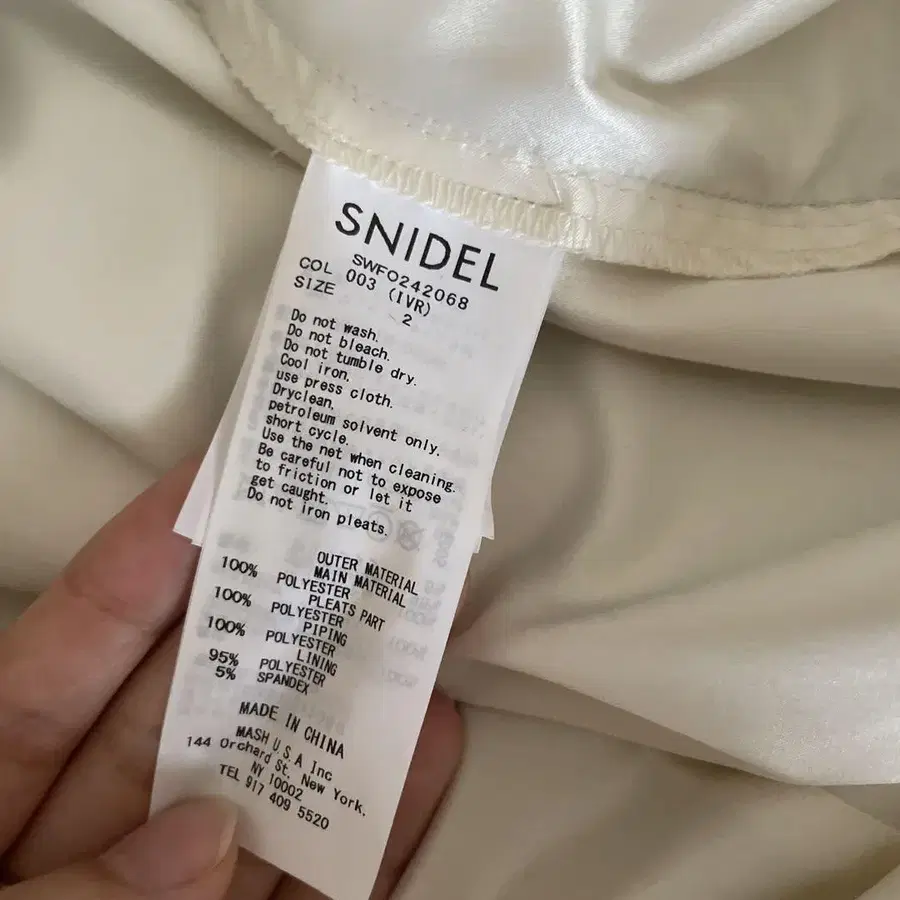 SNIDEL
SWFO242068
COL 003 (IVR)
SIZE 2
Do not wash.
Do not bleach.
Do not tumble dry.
Cool iron.
use press cloth.
Dryclean,
petroleum solvent only.
short cycle.
Use the net when cleaning.
Be careful not to expose
to friction or let it
get caught.
Do not iron pleats.
OUTER MATERIAL
MAIN MATERIAL
100% POLYESTER
PLEATS PART
100% POLYESTER
PIPING
100% POLYESTER
LINING
95% POLYESTER
5% SPANDEX
MADE IN CHINA
MASH U.S.A Inc
144 Orchard St. New York.
NY 10002
TEL 917 409 5520